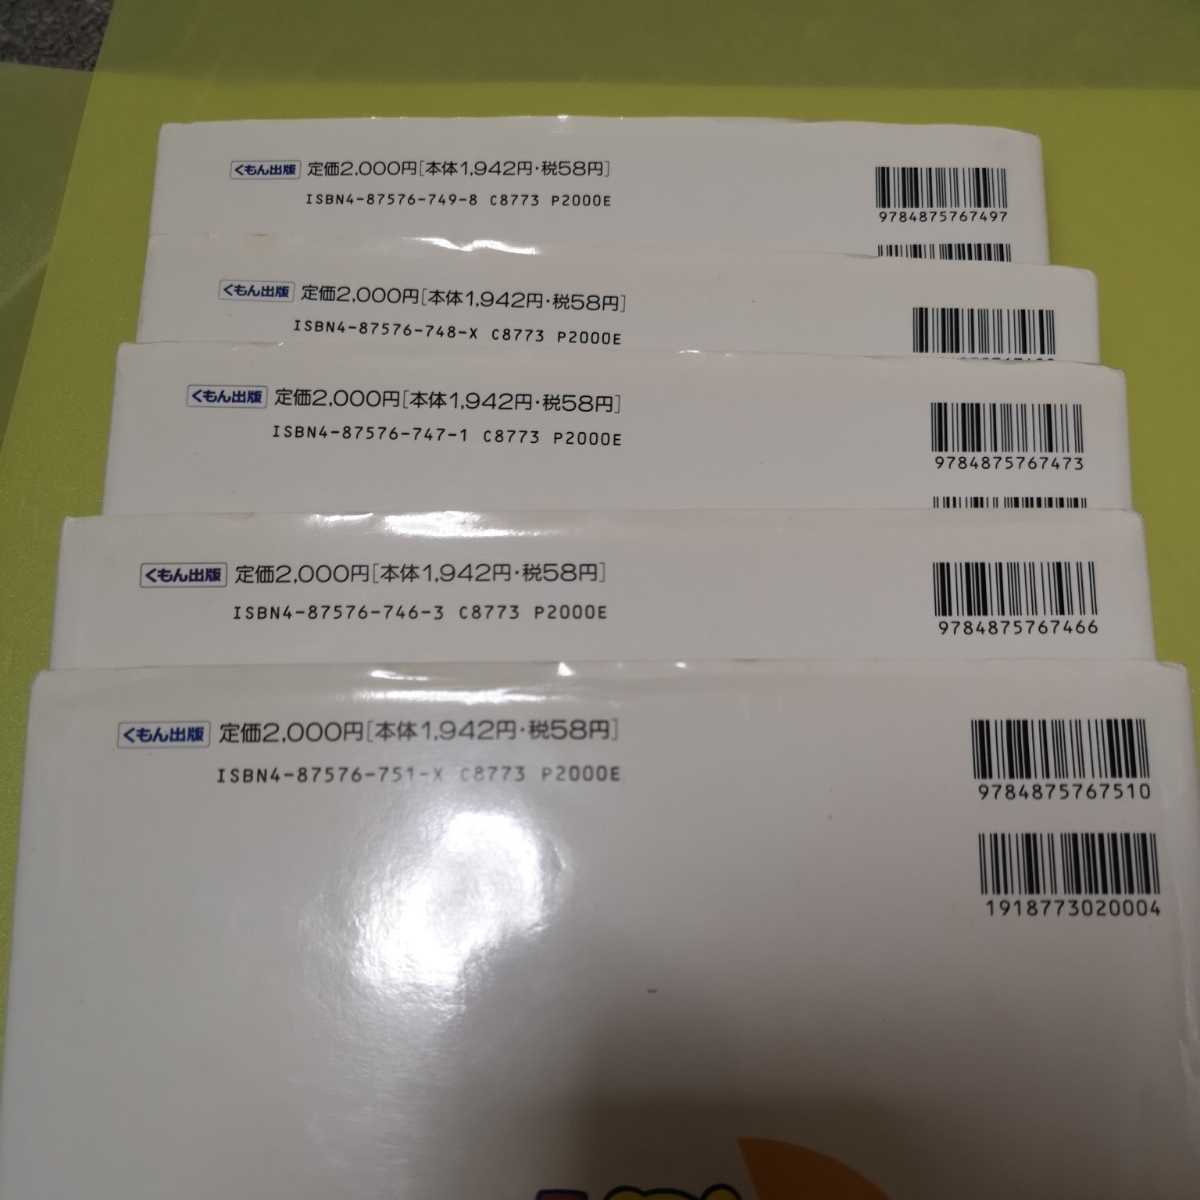 くもん出版 定価2,000円[本体1,942円・税58円]
ISBN4-87576-749-8 C8773 P2000E
9784875767497
くもん出版 定価2,000円[本体1,942円・税58円]
ISBN4-87576-748-X C8773 P2000E
くもん出版 定価2,000円[本体1,942円・税58円]
ISBN4-87576-747-1 C8773 P2000E
9784875767473
くもん出版 定価2,000円[本体1,942円・税58円]
ISBN4-87576-746-3 C8773 P2000E
9784875767466
くもん出版 定価2,000円[本体1,942円・税58円]
ISBN4-87576-751-X C8773 P2000E
9784875767510
1918773020004